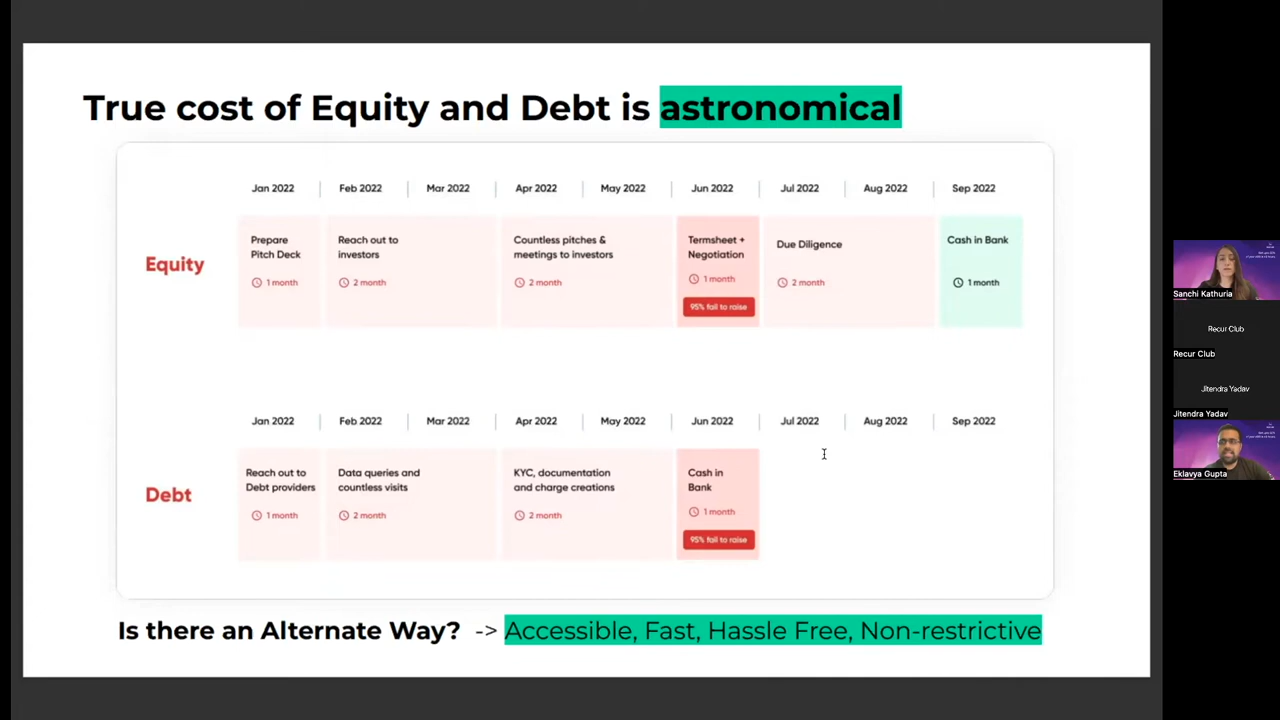 True cost of Equity and Debt is astronomical
Jan 2022
Feb 2022
Mar 2022
Apr 2022
May 2022
Jun 2022
Jul 2022
Aug 2022
Sep 2022
Equity
Prepare
Pitch Deck
1 month
Reach out to
investors
2 month
Countless pitches &
meetings to investors
2 month
Termsheet +
Negotiation
1 month
95% fail to raise
Due Diligence
2 month
Cash in Bank
1 month
Jan 2022
Feb 2022
Mar 2022
Apr 2022
May 2022
Jun 2022
Jul 2022
Aug 2022
Sep 2022
Debt
Reach out to
Debt providers
1 month
Data queries and
countless visits
2 month
KYC, documentation
and charge creations
2 month
Cash in
Bank
1 month
95% fail to raise
Is there an Alternate Way? -> Accessible, Fast, Hassle Free, Non-restrictive
Sanchi Kathuria
Recur Club
Recur Club
Jitendra Yadav
Jitendra Yadav
Eklavya Gupta